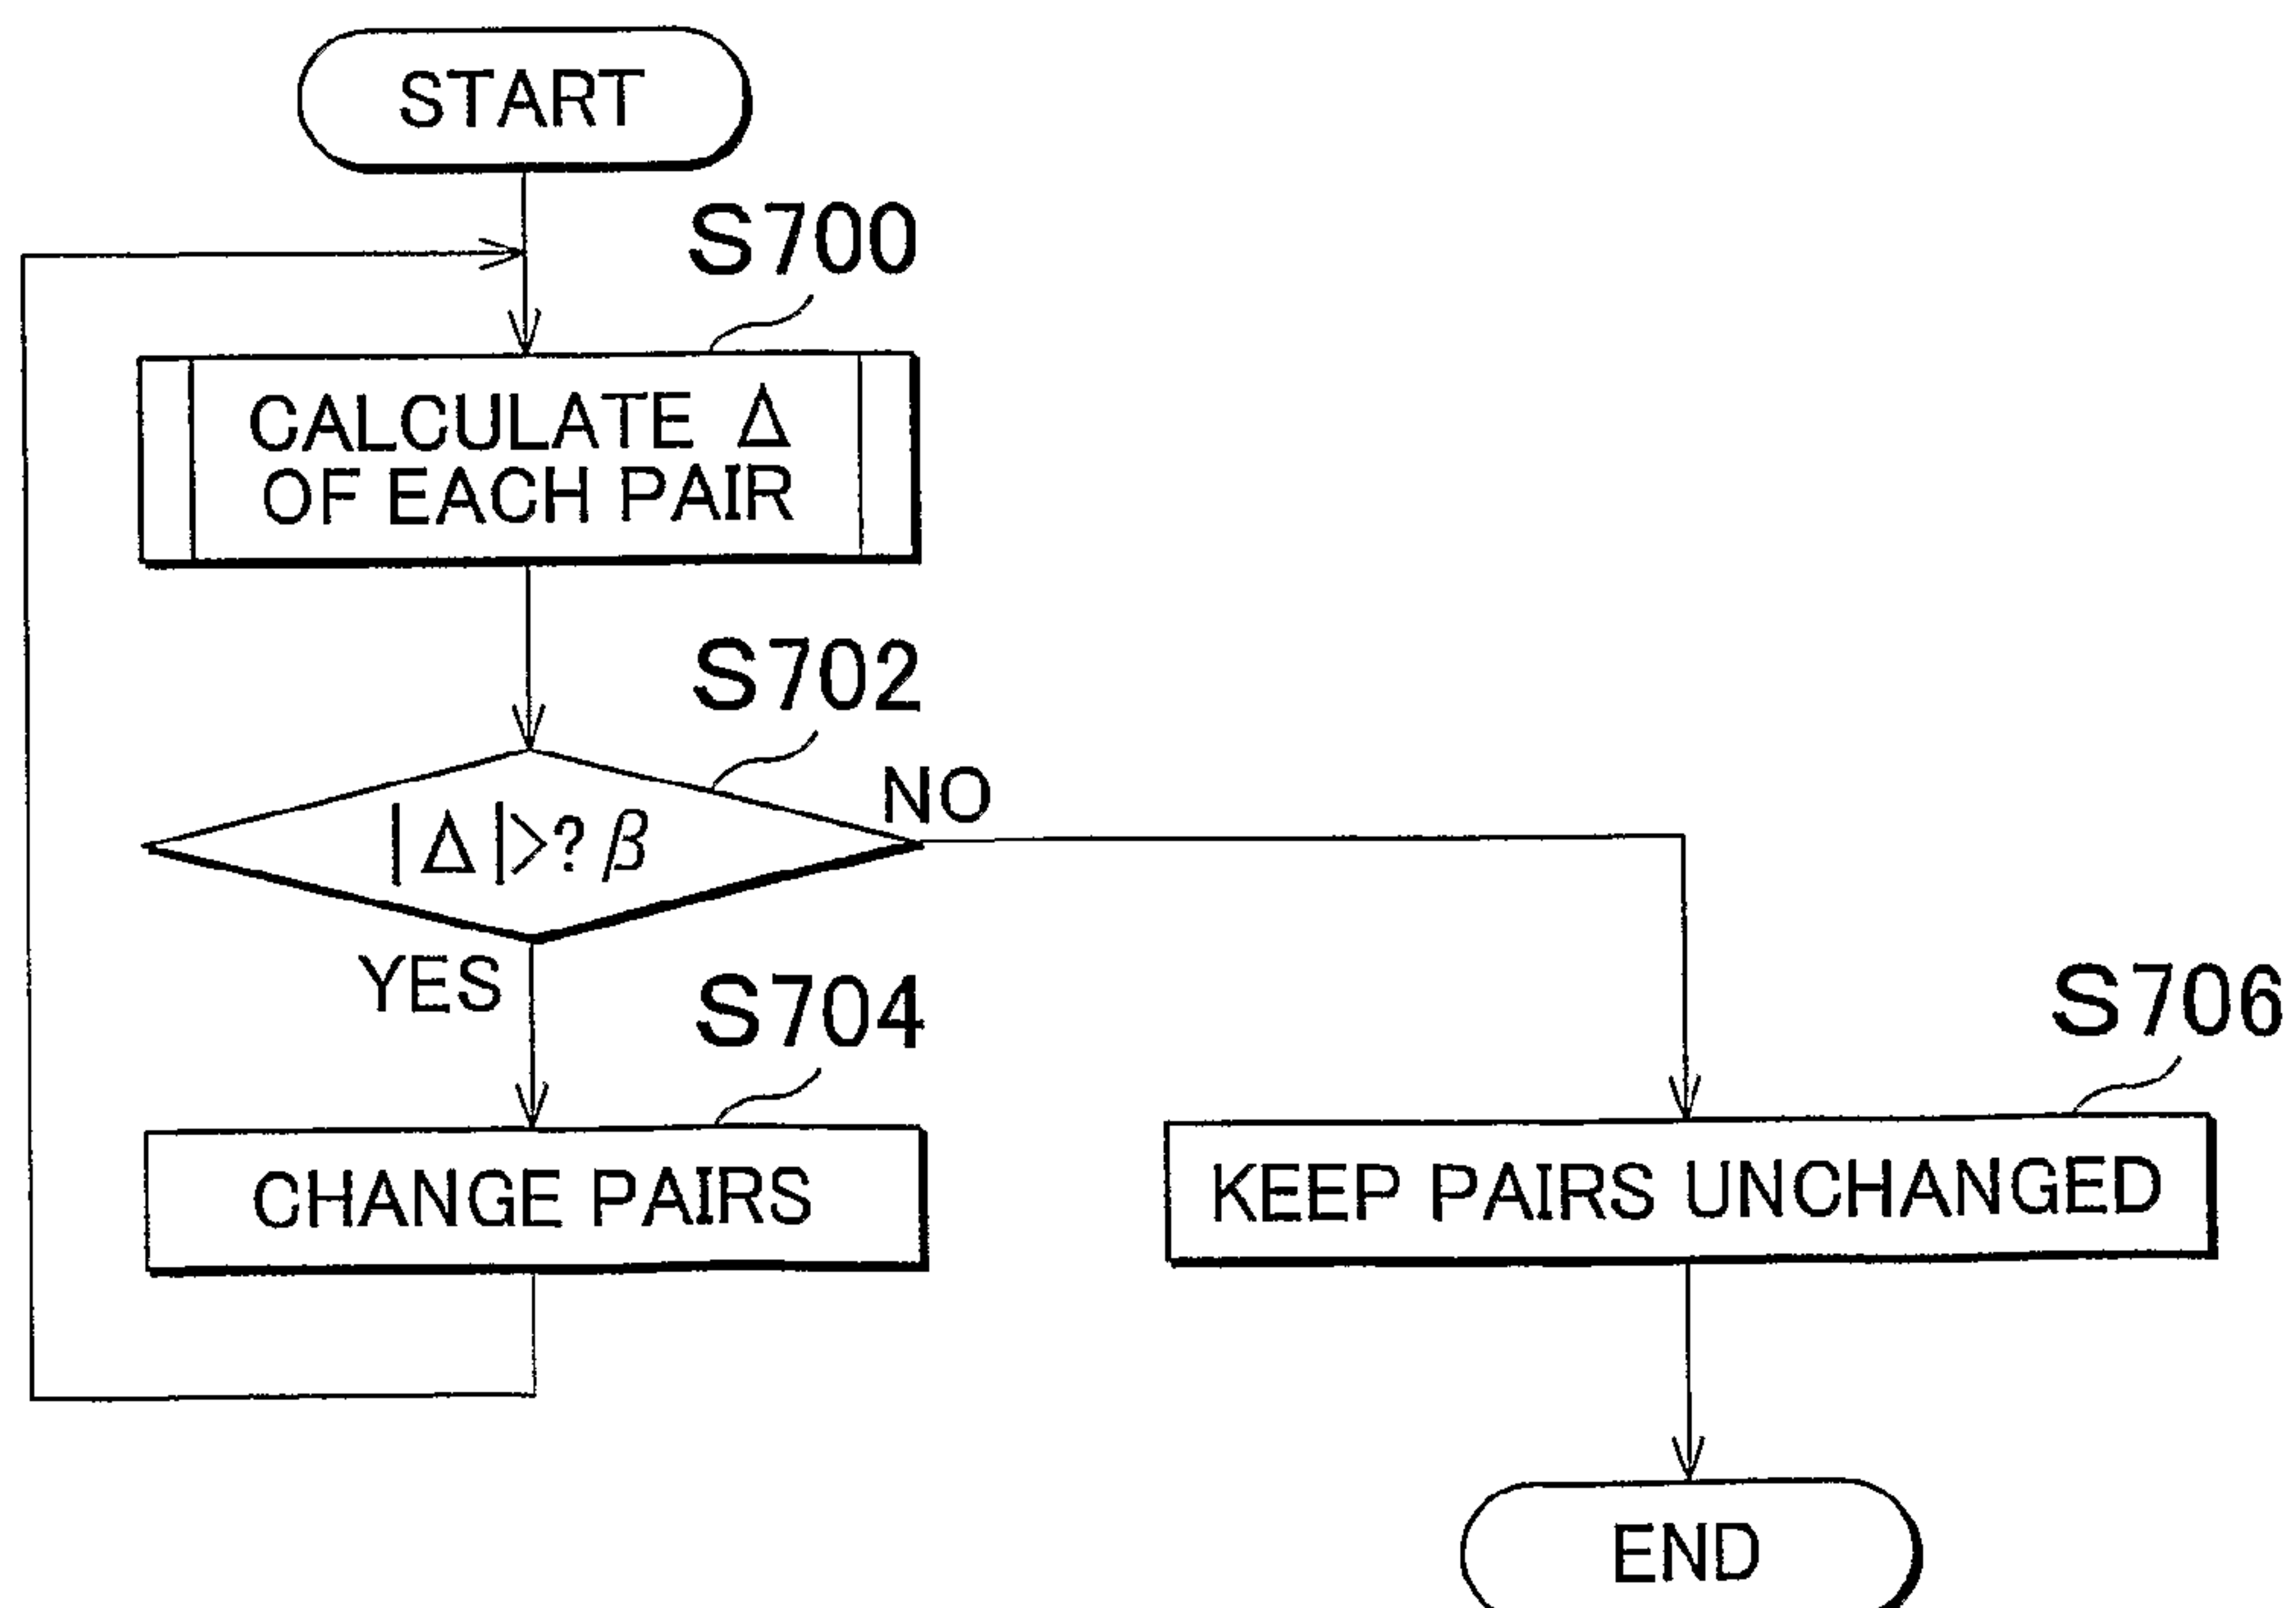 START
S700
CALCULATE Δ
OF EACH PAIR
S702
|Δ|>? β
NO
YES
S704
S706
CHANGE PAIRS
KEEP PAIRS UNCHANGED
END